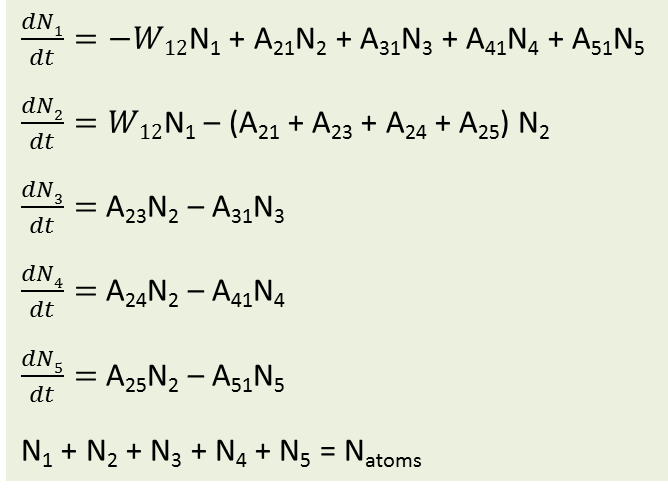 dN₁/dt = −W₁₂N₁ + A₂₁N₂ + A₃₁N₃ + A₄₁N₄ + A₅₁N₅
dN₂/dt = W₁₂N₁ − (A₂₁ + A₂₃ + A₂₄ + A₂₅) N₂
dN₃/dt = A₂₃N₂ − A₃₁N₃
dN₄/dt = A₂₄N₂ − A₄₁N₄
dN₅/dt = A₂₅N₂ − A₅₁N₅
N₁ + N₂ + N₃ + N₄ + N₅ = Nₐₜₒₘₛ